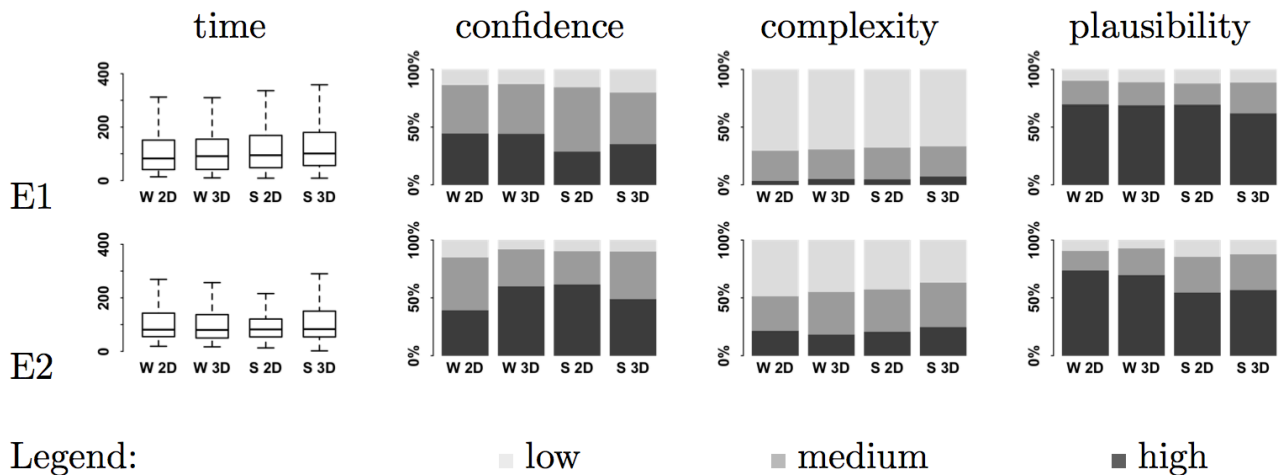 time confidence complexity plausibility
400 100% 100% 100%
200 50% 50% 50%
0 0% 0% 0%
E1
W 2D W 3D S 2D S 3D W 2D W 3D S 2D S 3D W 2D W 3D S 2D S 3D W 2D W 3D S 2D S 3D
400 100% 100% 100%
200 50% 50% 50%
0 0% 0% 0%
E2
W 2D W 3D S 2D S 3D W 2D W 3D S 2D S 3D W 2D W 3D S 2D S 3D W 2D W 3D S 2D S 3D
Legend: low medium high